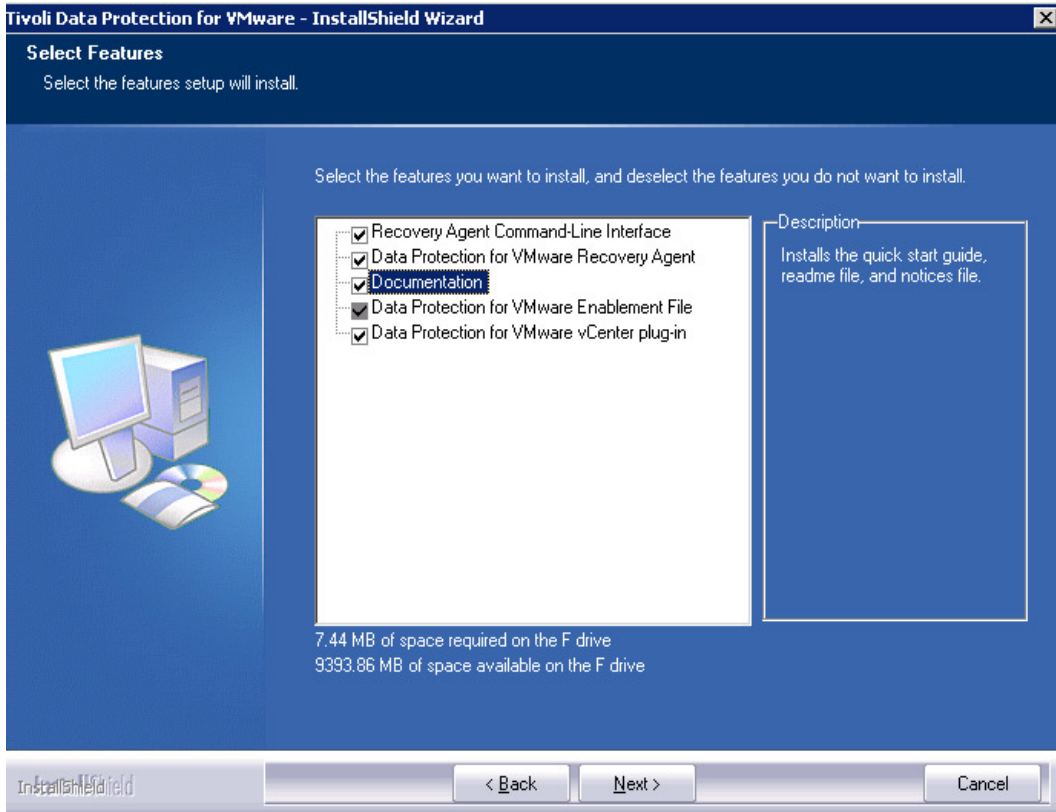 Tivoli Data Protection for VMware - InstallShield Wizard
Select Features
Select the features setup will install.
Select the features you want to install, and deselect the features you do not want to install.
Recovery Agent Command-Line Interface
Data Protection for VMware Recovery Agent
Documentation
Data Protection for VMware Enablement File
Data Protection for VMware vCenter plug-in
Description
Installs the quick start guide,
readme file, and notices file.
7.44 MB of space required on the F drive
9393.86 MB of space available on the F drive
InstallShield
< Back
Next >
Cancel